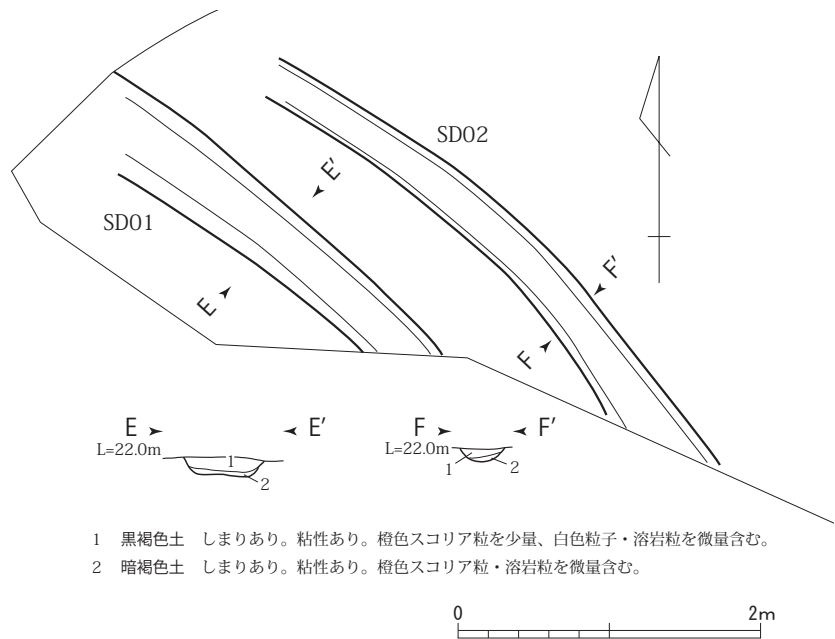 SD02
E′
SD01
F′
E
F
E E′ F F′
L=22.0m 1 L=22.0m
2 1 2
1 黒褐色土 しまりあり。粘性あり。橙色スコリア粒を少量、白色粒子・溶岩粒を微量含む。
2 暗褐色土 しまりあり。粘性あり。橙色スコリア粒・溶岩粒を微量含む。
0 2m